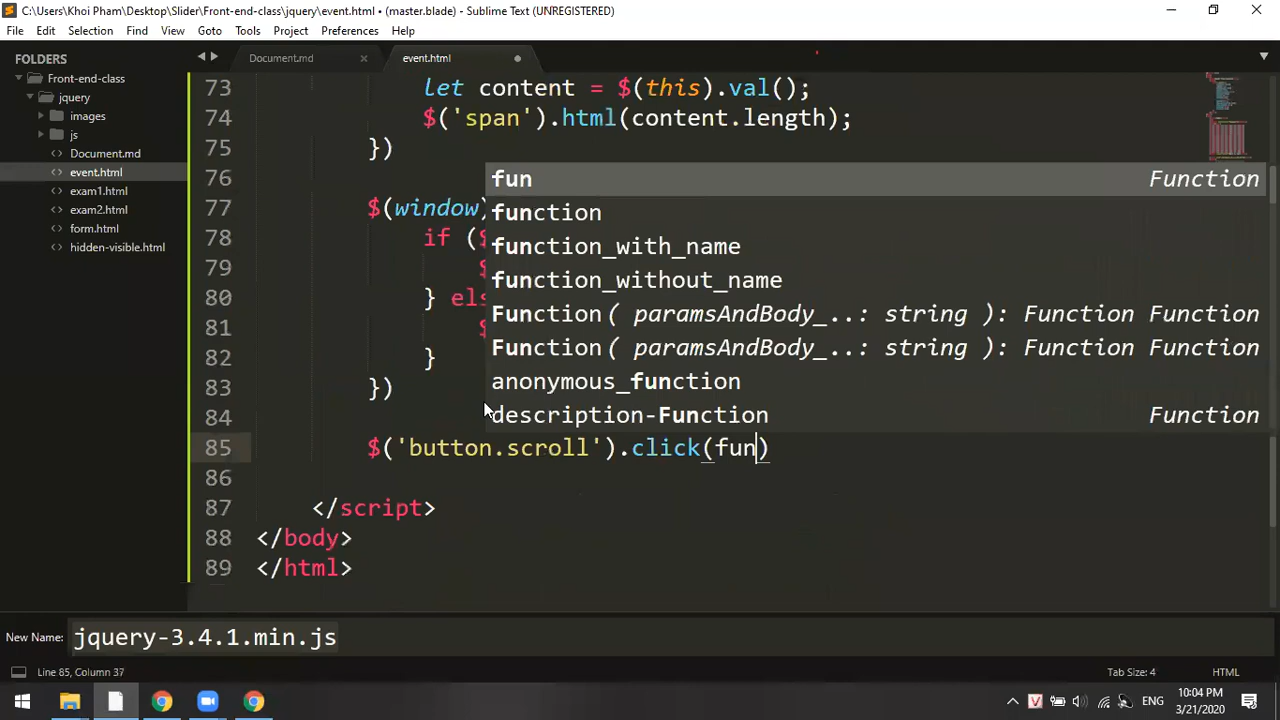 C:\Users\Khoi Pham\Desktop\Slider\Front-end-class\jquery\event.html • (master.blade) - Sublime Text (UNREGISTERED)
File Edit Selection Find View Goto Tools Project Preferences Help
FOLDERS
Front-end-class
jquery
images
js
Document.md
event.html
exam1.html
exam2.html
form.html
hidden-visible.html
Document.md event.html
73 let content = $(this).val();
74 $('span').html(content.length);
75 })
76
77 $(window)
78 if ($
79 $
80 } els
81 $
82 }
83 })
84
85 $('button.scroll').click(fun)
86
87 </script>
88 </body>
89 </html>
fun Function
function
function_with_name
function_without_name
Function( paramsAndBody_..: string ): Function Function
Function( paramsAndBody_..: string ): Function Function
anonymous_function
description-Function Function
New Name: jquery-3.4.1.min.js
Line 85, Column 37
Tab Size: 4 HTML
ENG
10:04 PM
3/21/2020